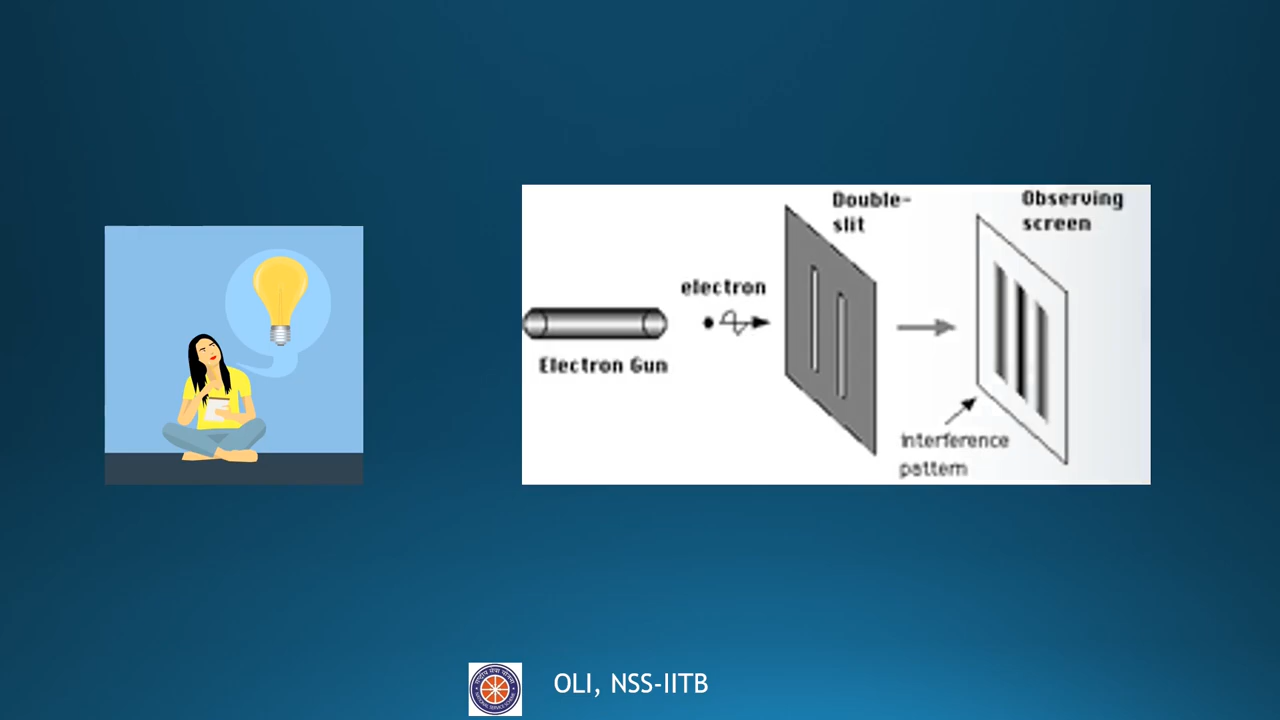 Double-
slit
Observing
screen
electron
Electron Gun
interference
pattern
OLI, NSS-IITB